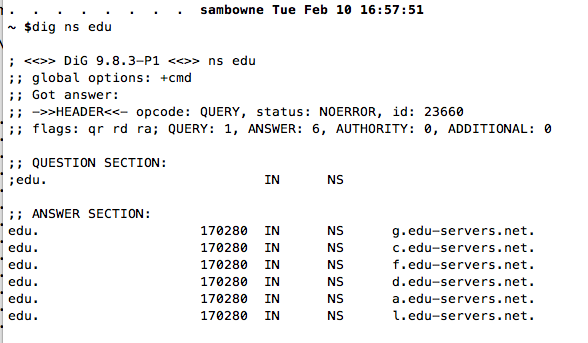 . . . . . . . sambowne Tue Feb 10 16:57:51
~ $dig ns edu
; <<>> DiG 9.8.3-P1 <<>> ns edu
;; global options: +cmd
;; Got answer:
;; ->>HEADER<<- opcode: QUERY, status: NOERROR, id: 23660
;; flags: qr rd ra; QUERY: 1, ANSWER: 6, AUTHORITY: 0, ADDITIONAL: 0
;; QUESTION SECTION:
;edu. IN NS
;; ANSWER SECTION:
edu. 170280 IN NS g.edu-servers.net.
edu. 170280 IN NS c.edu-servers.net.
edu. 170280 IN NS f.edu-servers.net.
edu. 170280 IN NS d.edu-servers.net.
edu. 170280 IN NS a.edu-servers.net.
edu. 170280 IN NS l.edu-servers.net.